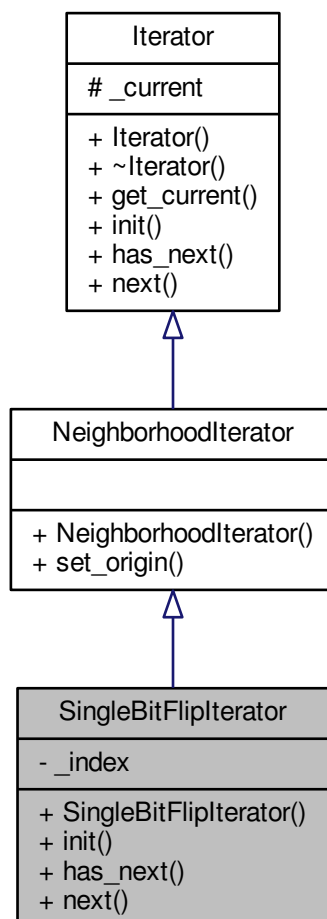 Iterator
# _current
+ Iterator()
+ ~Iterator()
+ get_current()
+ init()
+ has_next()
+ next()
NeighborhoodIterator
+ NeighborhoodIterator()
+ set_origin()
SingleBitFlipIterator
- _index
+ SingleBitFlipIterator()
+ init()
+ has_next()
+ next()